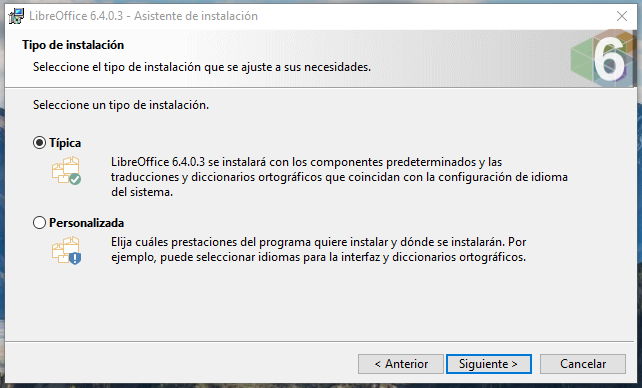 LibreOffice 6.4.0.3 - Asistente de instalación
Tipo de instalación
Seleccione el tipo de instalación que se ajuste a sus necesidades.
6
Seleccione un tipo de instalación.
Típica
LibreOffice 6.4.0.3 se instalará con los componentes predeterminados y las
traducciones y diccionarios ortográficos que coincidan con la configuración de idioma
del sistema.
Personalizada
Elija cuáles prestaciones del programa quiere instalar y dónde se instalarán. Por
ejemplo, puede seleccionar idiomas para la interfaz y diccionarios ortográficos.
< Anterior
Siguiente >
Cancelar